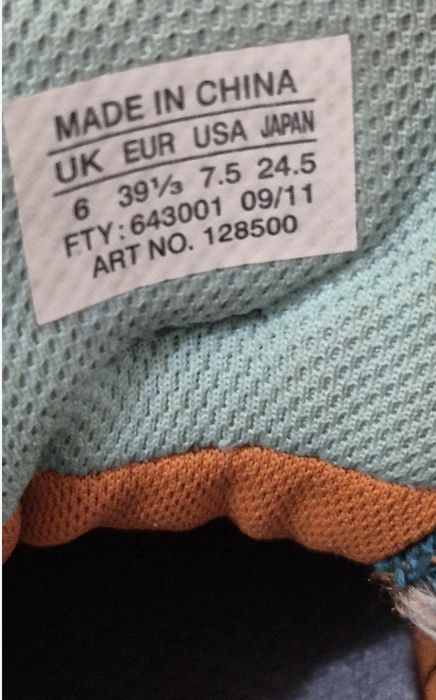 MADE IN CHINA
UK EUR USA JAPAN
6 39⅓ 7.5 24.5
FTY: 643001 09/11
ART NO. 128500